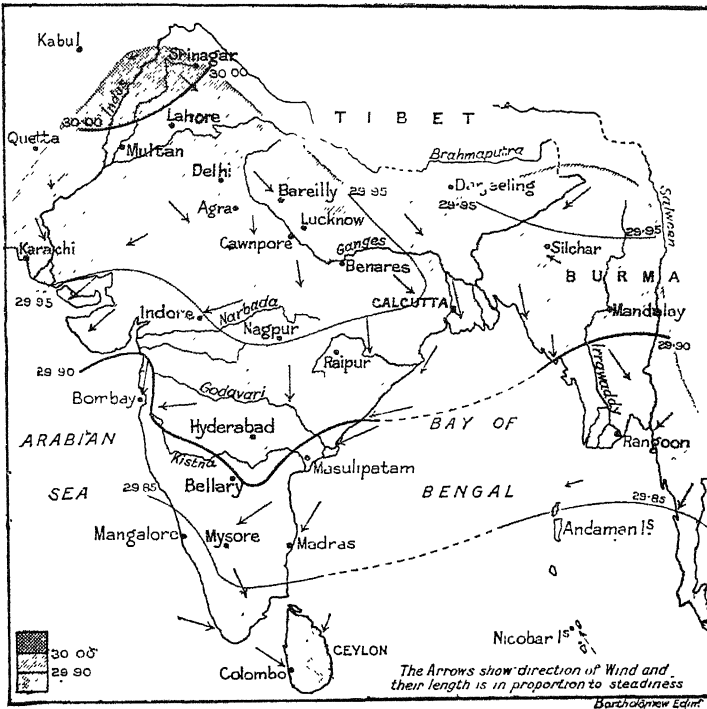 Kabul
Srinagar
30 00
Indus
30·00
Lahore
TIBET
Quetta
Multan
Brahmaputra
Delhi
Bareilly
29·95
Darjeeling
Salween
Agra
Lucknow
29·95
29·95
Cawnpore
Ganges
Silchar
Karachi
Benares
BURMA
29·95
CALCUTTA
Indore
Narbada
Mandalay
Nagpur
29·90
Raipur
Irrawaddy
29 90
Godavari
Bombay
BAY OF
ARABIAN
Hyderabad
Rangoon
Kistna
Masulipatam
SEA
29 85
Bellary
BENGAL
29·85
Mangalore
Mysore
Madras
Andaman Is
Nicobar Is
30 00
CEYLON
29 90
Colombo
The Arrows show direction of Wind and
their length is in proportion to steadiness
Bartholomew Edinr.